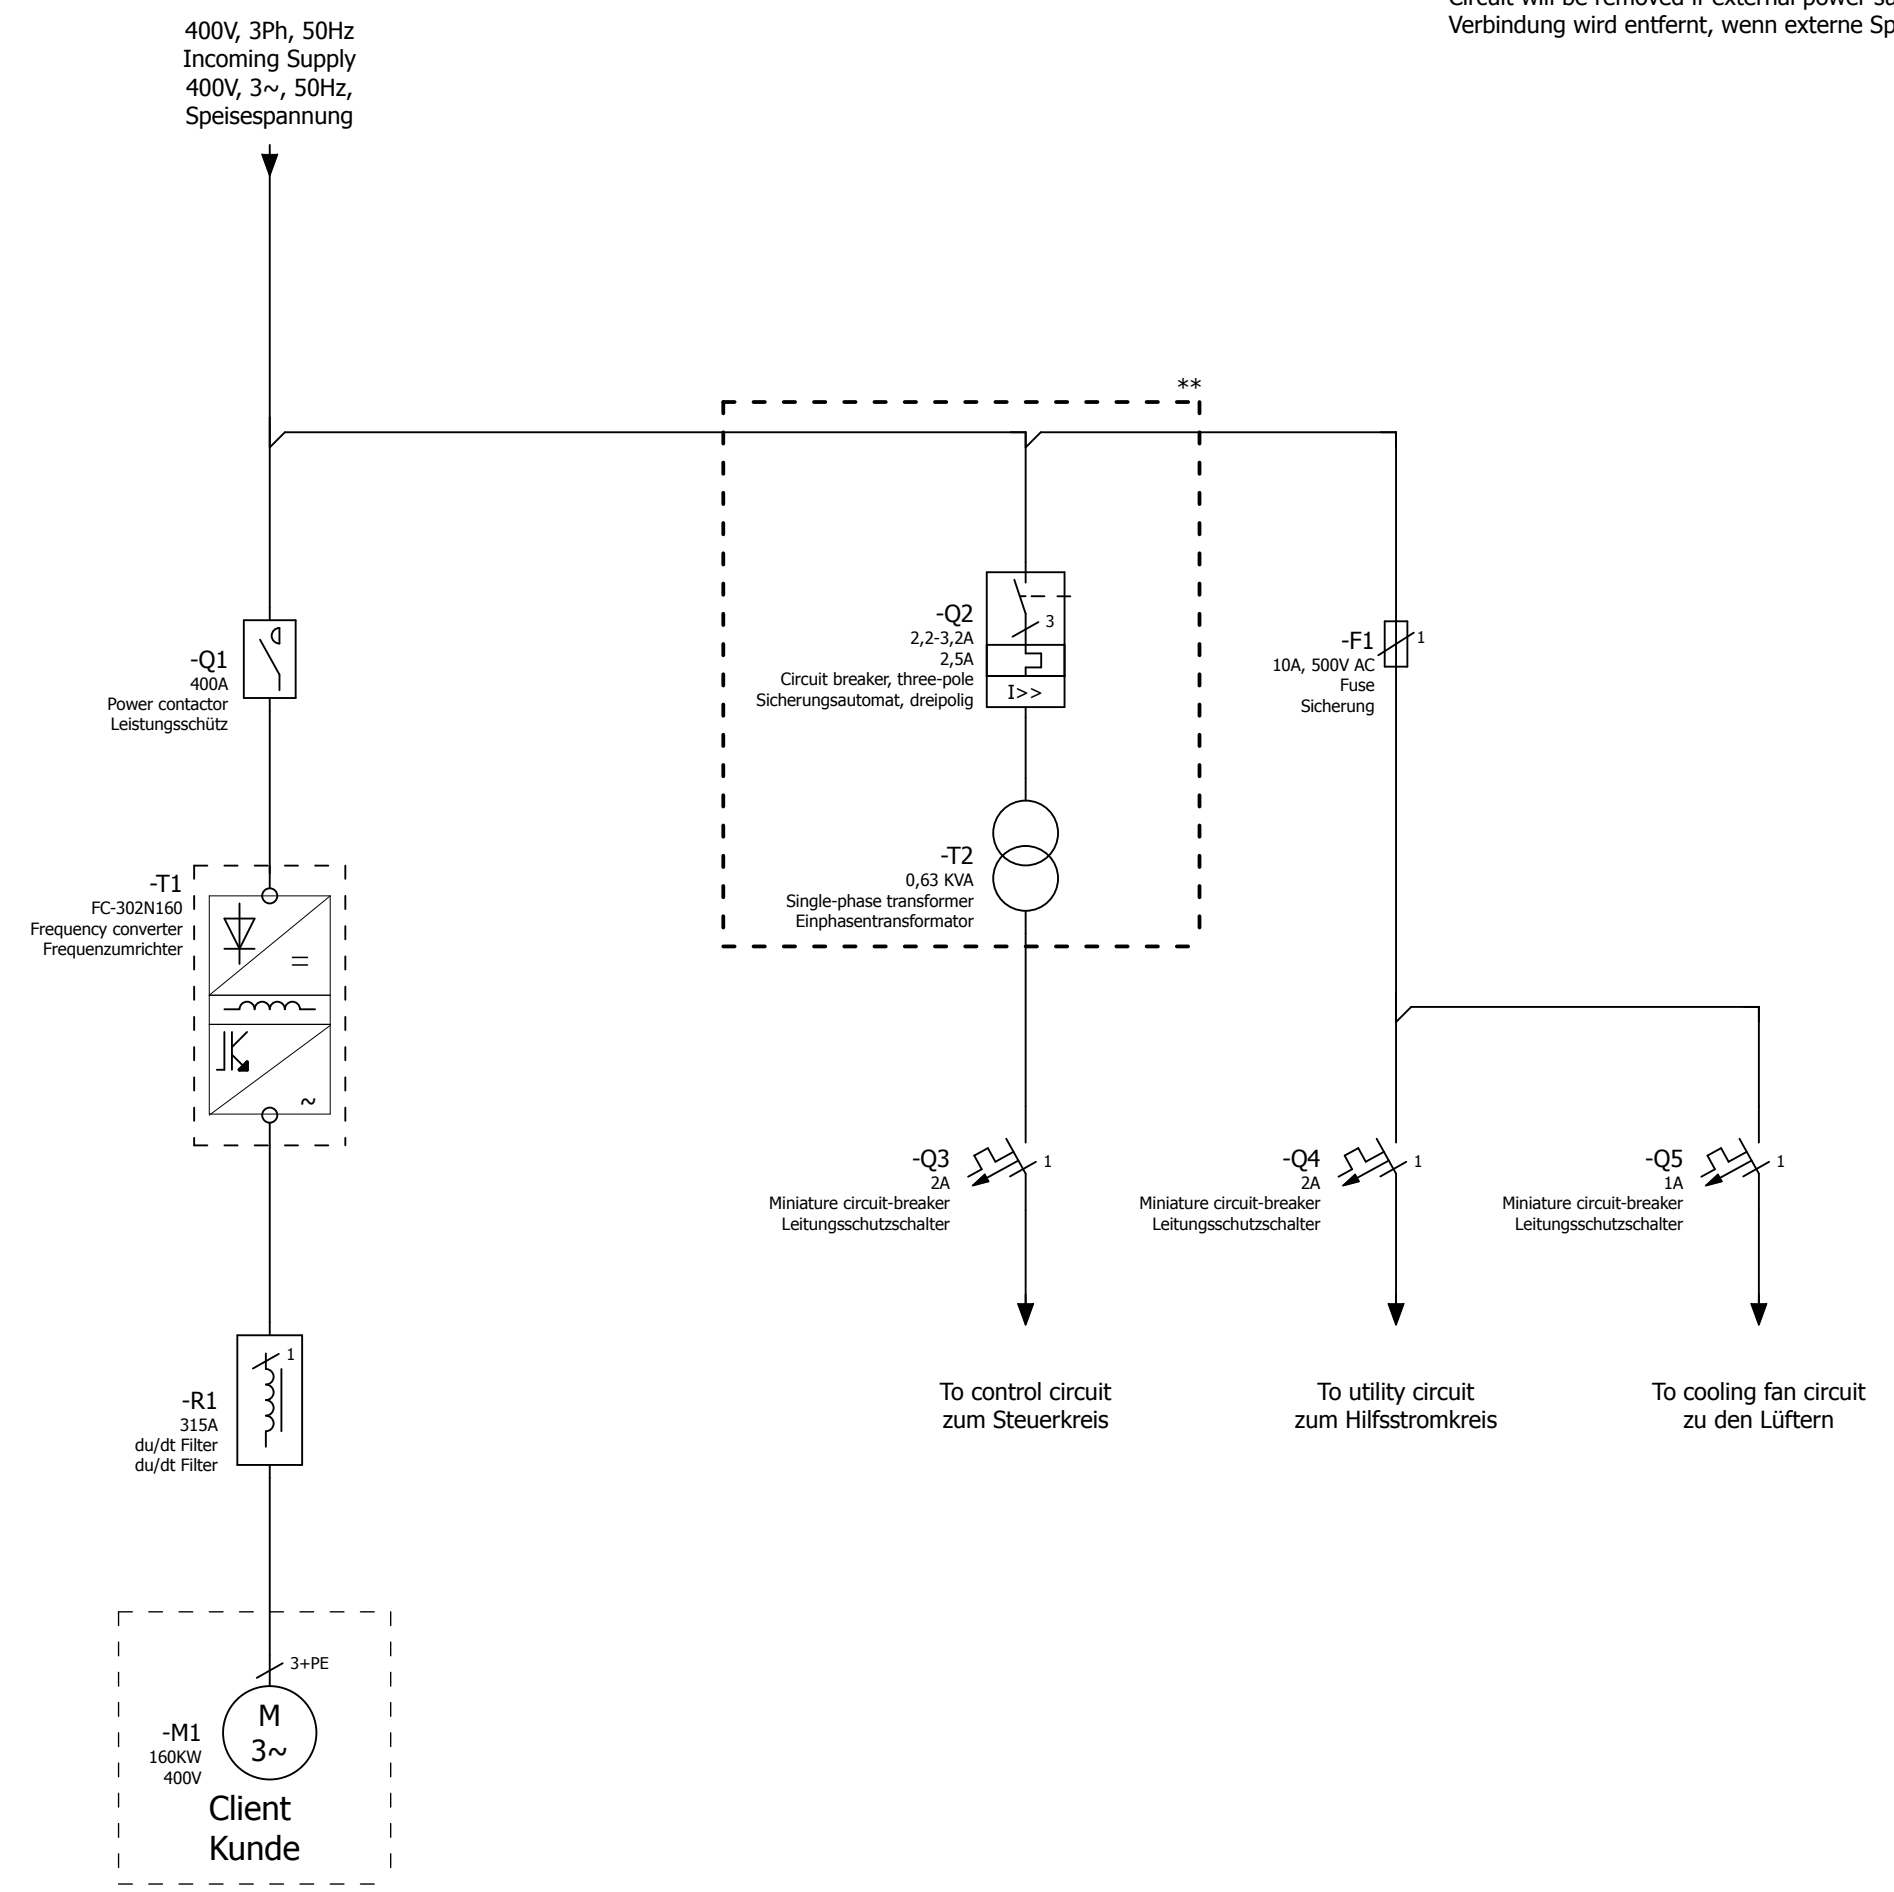 Circuit will be removed if external power
Verbindung wird entfernt, wenn externe
400V, 3Ph, 50Hz
Incoming Supply
400V, 3~, 50Hz,
Speisespannung
**
-Q1
400A
Power contactor
Leistungsschütz
-Q2
2,2-3,2A
2,5A
Circuit breaker, three-pole
Sicherungsautomat, dreipolig
3
I>>
-F1
10A, 500V AC
Fuse
Sicherung
1
-T1
FC-302N160
Frequency converter
Frequenzumrichter
=
~
-T2
0,63 KVA
Single-phase transformer
Einphasentransformator
-Q3
2A
Miniature circuit-breaker
Leitungsschutzschalter
1
-Q4
2A
Miniature circuit-breaker
Leitungsschutzschalter
1
-Q5
1A
Miniature circuit-breaker
Leitungsschutzschalter
1
To control circuit
zum Steuerkreis
To utility circuit
zum Hilfsstromkreis
To cooling fan circuit
zu den Lüftern
-R1
315A
du/dt Filter
du/dt Filter
1
3+PE
-M1
160KW
400V
M
3~
Client
Kunde